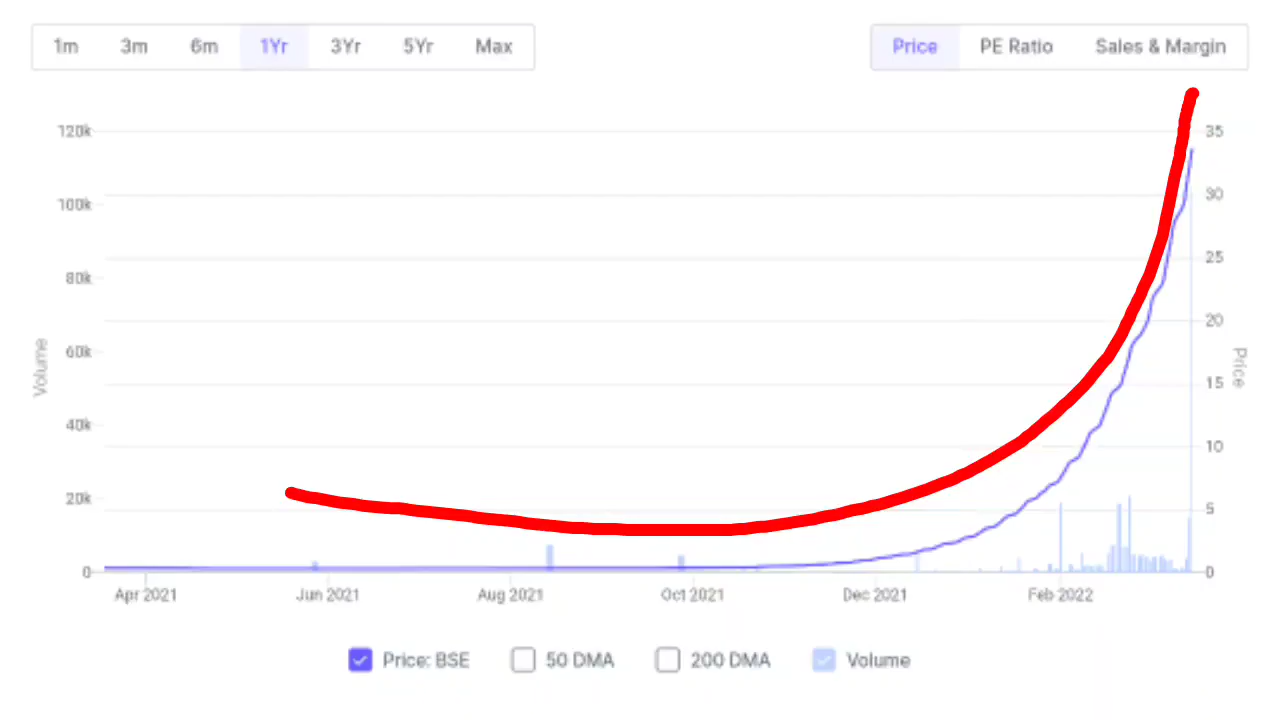 1m 3m 6m 1Yr 3Yr 5Yr Max Price PE Ratio Sales & Margin
120k 35
100k 30
80k 25
20
60k 15
40k 10
20k 5
0 0
Volume
Price
Apr 2021 Jun 2021 Aug 2021 Oct 2021 Dec 2021 Feb 2022
Price: BSE 50 DMA 200 DMA Volume